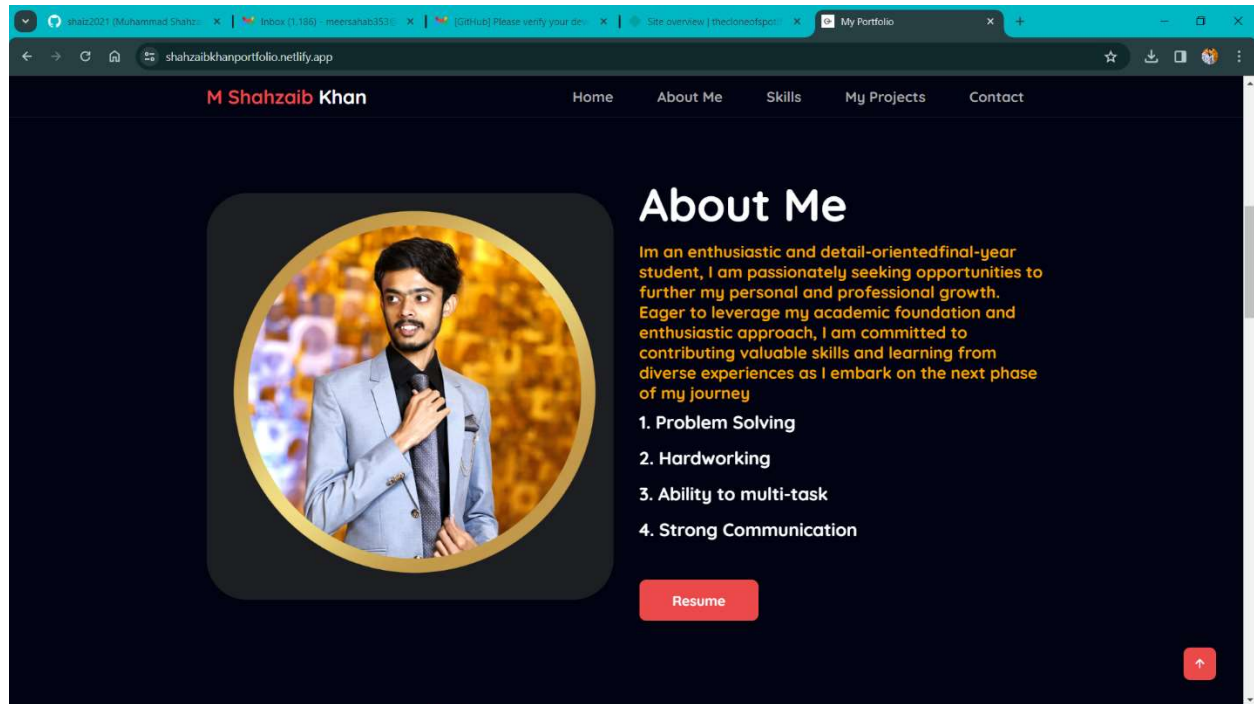 shaiz2021 (Muhammad Shahza
Inbox (1,186) - meersahab353@
[GitHub] Please verify your dev
Site overview | thecloneofspoti
My Portfolio
shahzaibkhanportfolio.netlify.app
M Shahzaib Khan
Home About Me Skills My Projects Contact
About Me
Im an enthusiastic and detail-orientedfinal-year
student, I am passionately seeking opportunities to
further my personal and professional growth.
Eager to leverage my academic foundation and
enthusiastic approach, I am committed to
contributing valuable skills and learning from
diverse experiences as I embark on the next phase
of my journey
1. Problem Solving
2. Hardworking
3. Ability to multi-task
4. Strong Communication
Resume